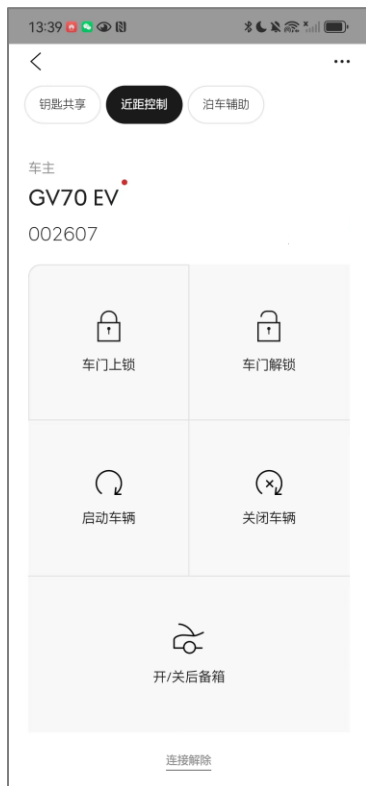 13:39
钥匙共享 近距控制 泊车辅助
车主
GV70 EV
002607
车门上锁 车门解锁
启动车辆 关闭车辆
开/关后备箱
连接解除